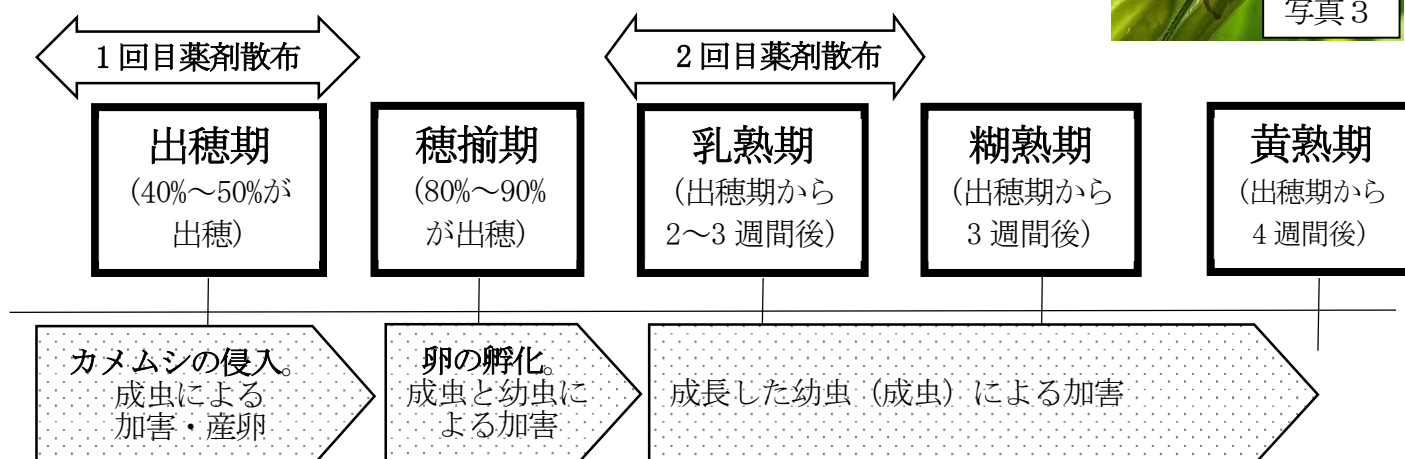 写真３
１回目薬剤散布
２回目薬剤散布
出穂期
(40%～50%が
出穂)
穂揃期
(80%～90%
が出穂)
乳熟期
(出穂期から
2～3 週間後)
糊熟期
(出穂期から
3 週間後)
黄熟期
(出穂期から
4 週間後)
カメムシの侵入。
成虫による
加害・産卵
卵の孵化。
成虫と幼虫に
よる加害
成長した幼虫（成虫）による加害